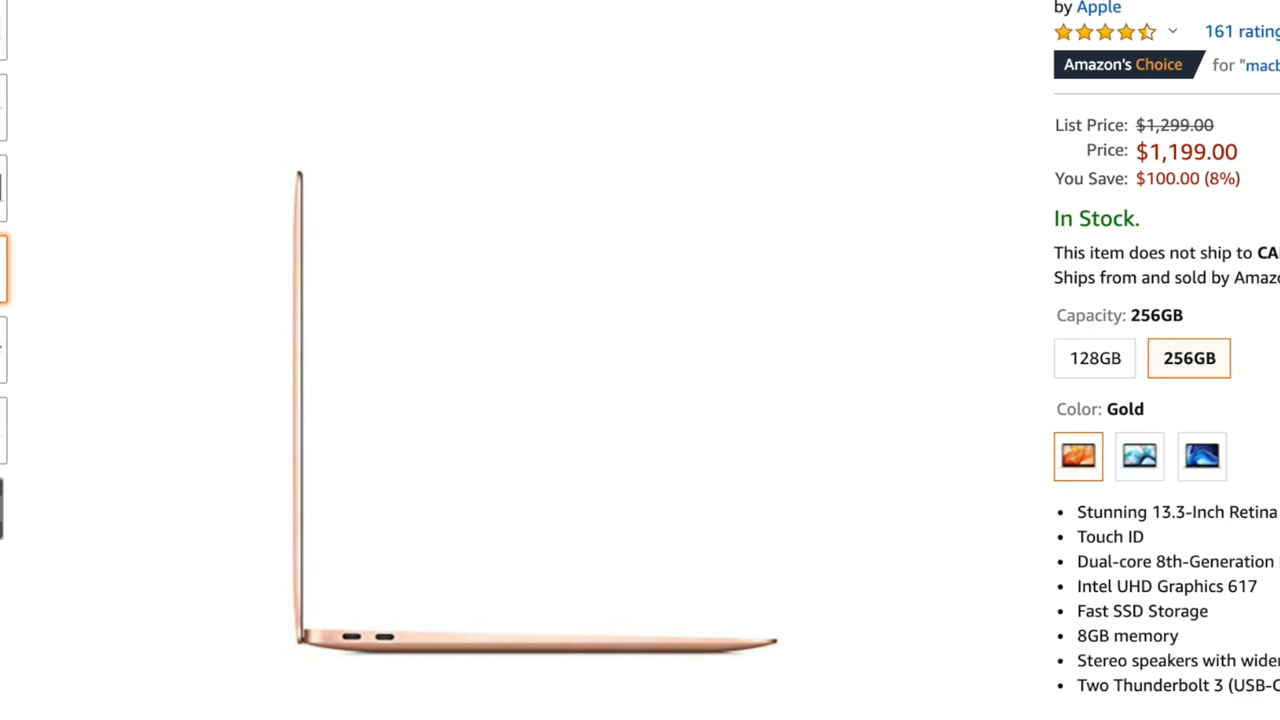 by Apple
161 rating
Amazon's Choice for "macb
List Price: $1,299.00
Price: $1,199.00
You Save: $100.00 (8%)
In Stock.
This item does not ship to CA
Ships from and sold by Amazo
Capacity: 256GB
128GB 256GB
Color: Gold
• Stunning 13.3-Inch Retina
• Touch ID
• Dual-core 8th-Generation
• Intel UHD Graphics 617
• Fast SSD Storage
• 8GB memory
• Stereo speakers with wider
• Two Thunderbolt 3 (USB-C